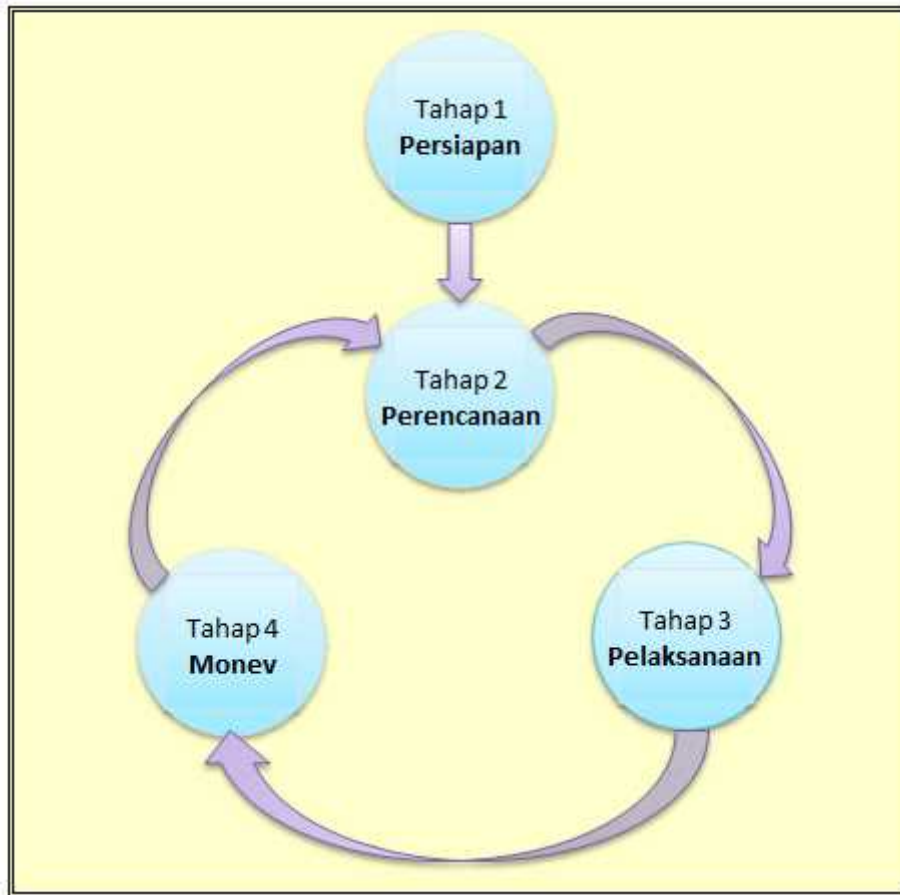 Tahap 1
Persiapan
Tahap 2
Perencanaan
Tahap 3
Pelaksanaan
Tahap 4
Monev